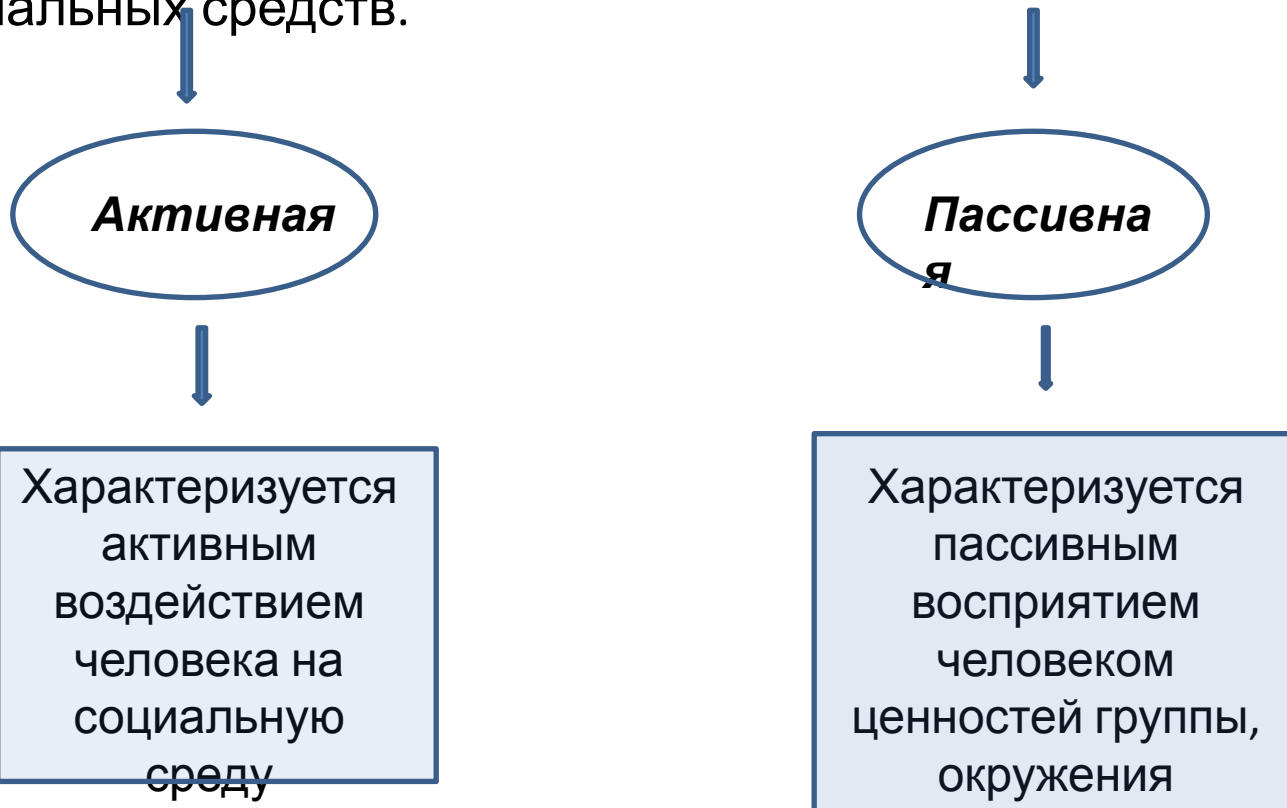 альных средств.
Активная
Пассивна
я
Характеризуется
активным
воздействием
человека на
социальную
среду
Характеризуется
пассивным
восприятием
человеком
ценностей группы,
окружения